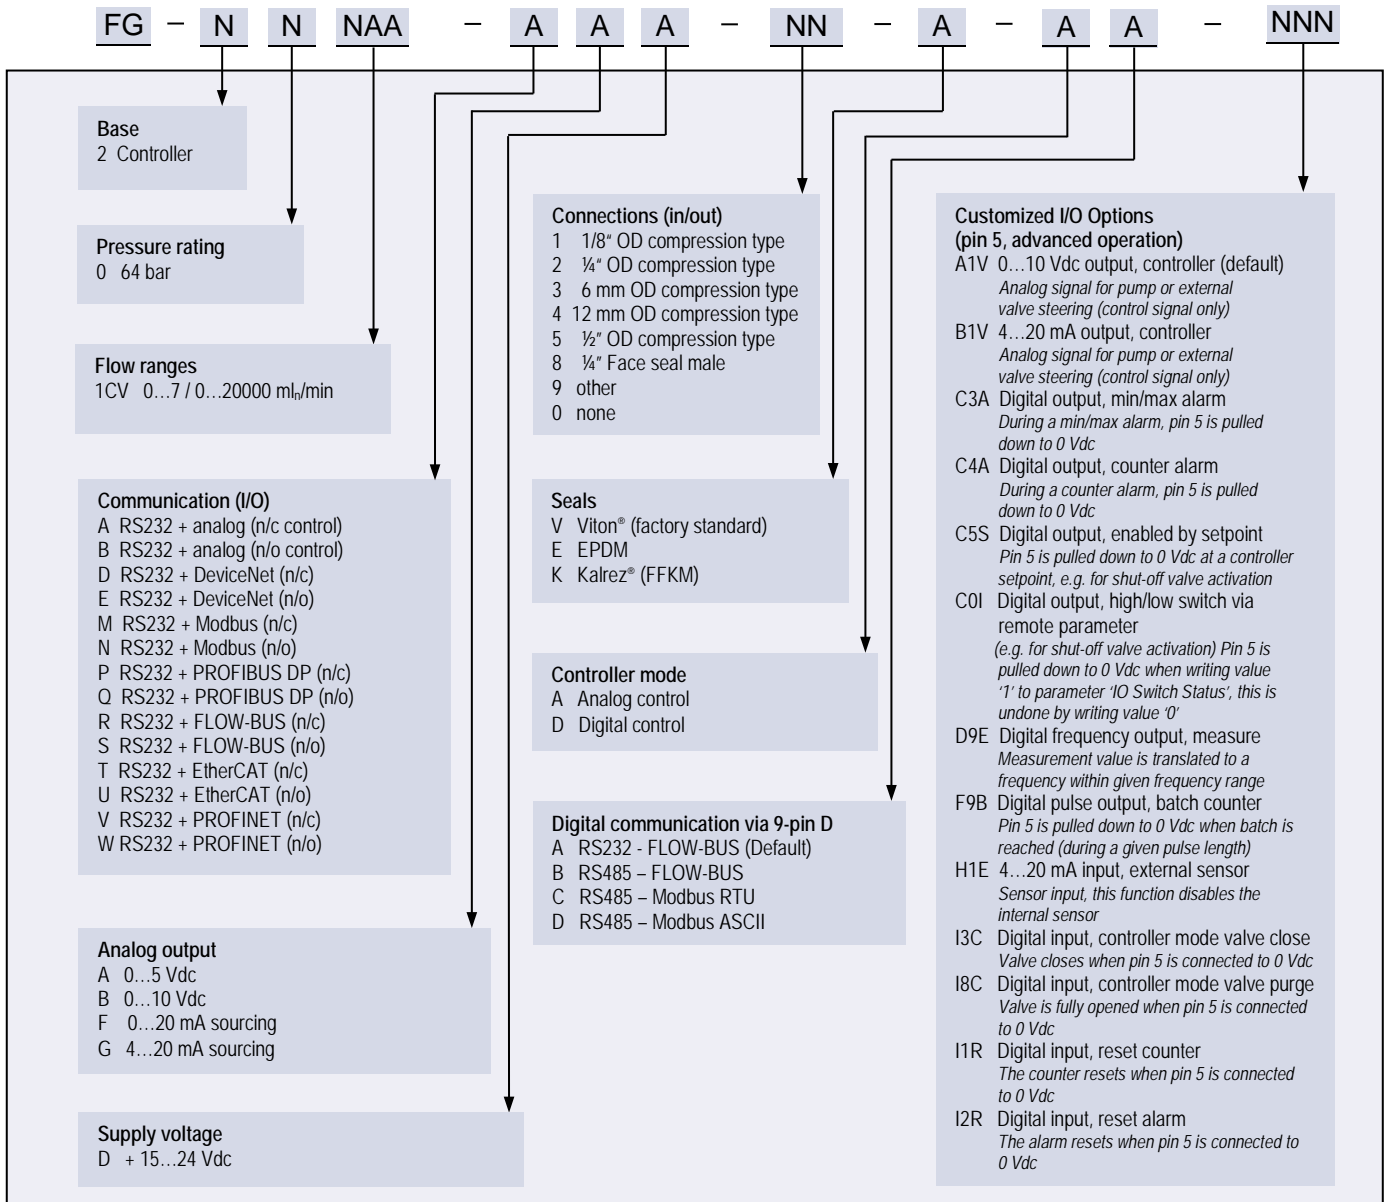 FG – N N NAA – A A A – NN – A – A A – NNN
Base
2 Controller
Pressure rating
0 64 bar
Flow ranges
1CV 0…7 / 0…20000 mlₙ/min
Communication (I/O)
A RS232 + analog (n/c control)
B RS232 + analog (n/o control)
D RS232 + DeviceNet (n/c)
E RS232 + DeviceNet (n/o)
M RS232 + Modbus (n/c)
N RS232 + Modbus (n/o)
P RS232 + PROFIBUS DP (n/c)
Q RS232 + PROFIBUS DP (n/o)
R RS232 + FLOW-BUS (n/c)
S RS232 + FLOW-BUS (n/o)
T RS232 + EtherCAT (n/c)
U RS232 + EtherCAT (n/o)
V RS232 + PROFINET (n/c)
W RS232 + PROFINET (n/o)
Analog output
A 0…5 Vdc
B 0…10 Vdc
F 0…20 mA sourcing
G 4…20 mA sourcing
Supply voltage
D + 15…24 Vdc
Connections (in/out)
1 1/8“ OD compression type
2 ¼“ OD compression type
3 6 mm OD compression type
4 12 mm OD compression type
5 ½” OD compression type
8 ¼” Face seal male
9 other
0 none
Seals
V Viton® (factory standard)
E EPDM
K Kalrez® (FFKM)
Controller mode
A Analog control
D Digital control
Digital communication via 9-pin D
A RS232 - FLOW-BUS (Default)
B RS485 – FLOW-BUS
C RS485 – Modbus RTU
D RS485 – Modbus ASCII
Customized I/O Options
(pin 5, advanced operation)
A1V 0…10 Vdc output, controller (default)
Analog signal for pump or external
valve steering (control signal only)
B1V 4…20 mA output, controller
Analog signal for pump or external
valve steering (control signal only)
C3A Digital output, min/max alarm
During a min/max alarm, pin 5 is pulled
down to 0 Vdc
C4A Digital output, counter alarm
During a counter alarm, pin 5 is pulled
down to 0 Vdc
C5S Digital output, enabled by setpoint
Pin 5 is pulled down to 0 Vdc at a controller
setpoint, e.g. for shut-off valve activation
C0I Digital output, high/low switch via
remote parameter
(e.g. for shut-off valve activation) Pin 5 is
pulled down to 0 Vdc when writing value
‘1’ to parameter ‘IO Switch Status’, this is
undone by writing value ‘0’
D9E Digital frequency output, measure
Measurement value is translated to a
frequency within given frequency range
F9B Digital pulse output, batch counter
Pin 5 is pulled down to 0 Vdc when batch is
reached (during a given pulse length)
H1E 4…20 mA input, external sensor
Sensor input, this function disables the
internal sensor
I3C Digital input, controller mode valve close
Valve closes when pin 5 is connected to 0 Vdc
I8C Digital input, controller mode valve purge
Valve is fully opened when pin 5 is connected
to 0 Vdc
I1R Digital input, reset counter
The counter resets when pin 5 is connected
to 0 Vdc
I2R Digital input, reset alarm
The alarm resets when pin 5 is connected to
0 Vdc